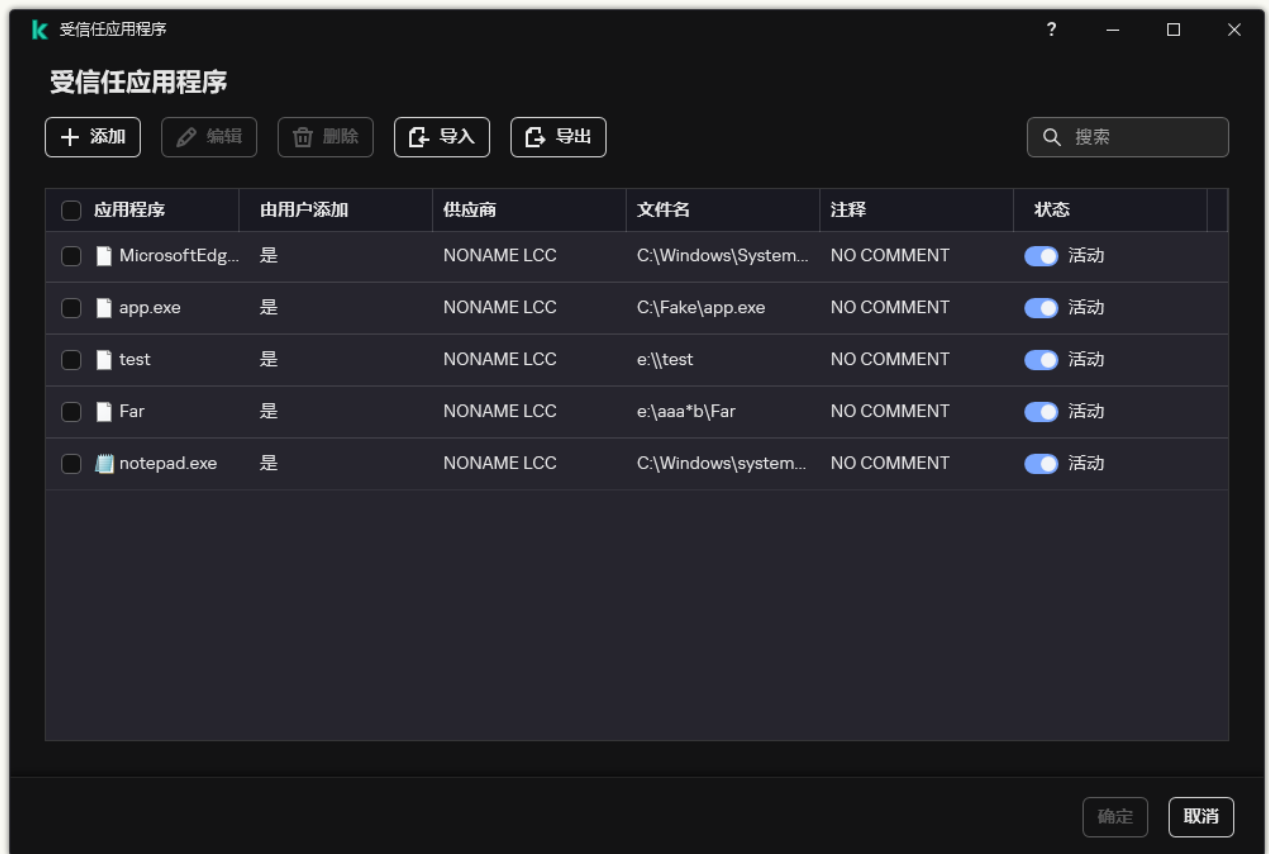 受信任应用程序
?
受信任应用程序
添加 编辑 删除 导入 导出 搜索
应用程序 由用户添加 供应商 文件名 注释 状态
MicrosoftEdg... 是 NONAME LCC C:\Windows\System... NO COMMENT 活动
app.exe 是 NONAME LCC C:\Fake\app.exe NO COMMENT 活动
test 是 NONAME LCC e:\\test NO COMMENT 活动
Far 是 NONAME LCC e:\aaa*b\Far NO COMMENT 活动
notepad.exe 是 NONAME LCC C:\Windows\system... NO COMMENT 活动
确定 取消